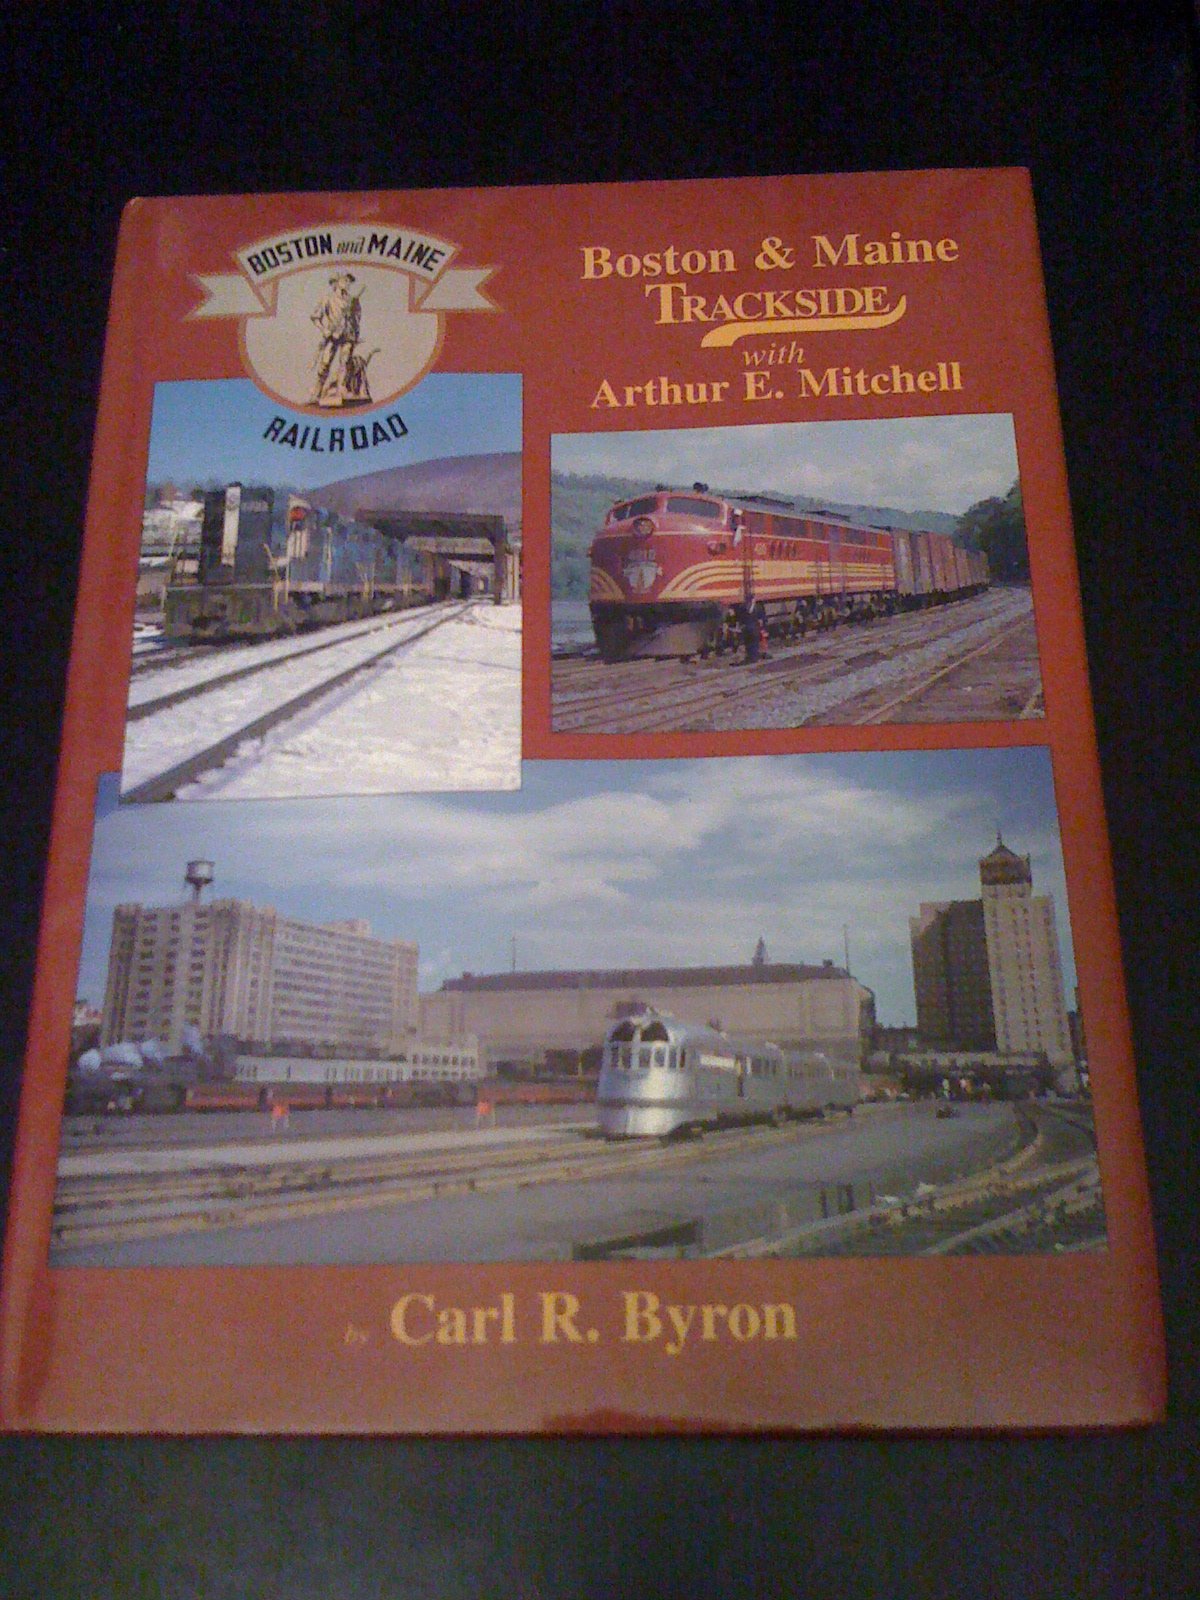 BOSTON and MAINE
RAILROAD
Boston & Maine
TRACKSIDE
with
Arthur E. Mitchell
by Carl R. Byron